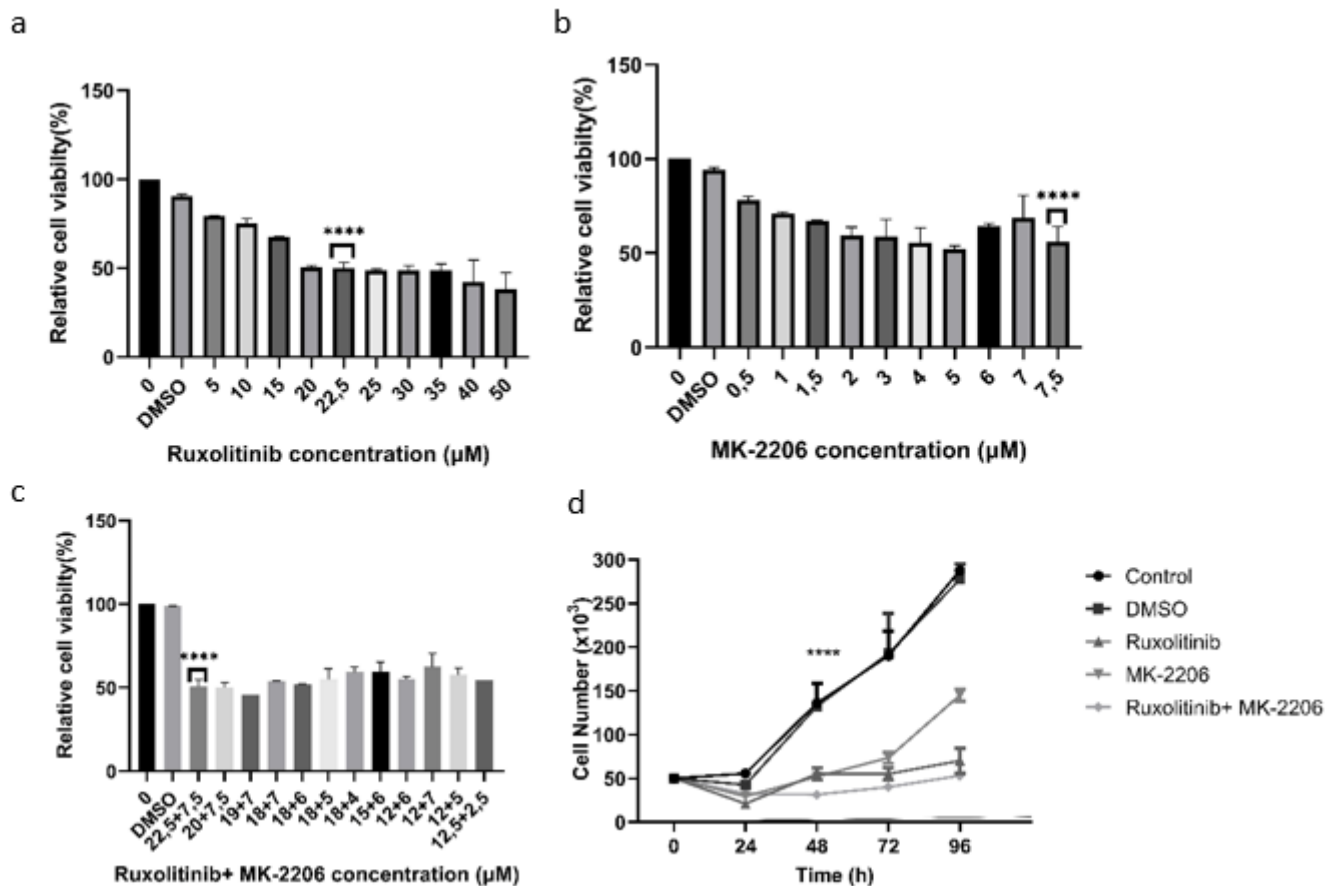 a
Relative cell viabilty(%)
150
100
50
0
****
0 DMSO 5 10 15 20 22,5 25 30 35 40 50
Ruxolitinib concentration (µM)
b
Relative cell viabilty(%)
150
100
50
0
****
0 DMSO 0,5 1 1,5 2 3 4 5 6 7 7,5
MK-2206 concentration (µM)
c
Relative cell viabilty(%)
150
100
50
0
****
0 DMSO 22,5+7,5 20+7,5 19+7 18+7 18+6 18+5 18+4 15+6 12+6 12+7 12+5 12,5+2,5
Ruxolitinib+ MK-2206 concentration (µM)
d
Cell Number (x10³)
300
250
200
150
100
50
0
****
0 24 48 72 96
Time (h)
Control
DMSO
Ruxolitinib
MK-2206
Ruxolitinib+ MK-2206